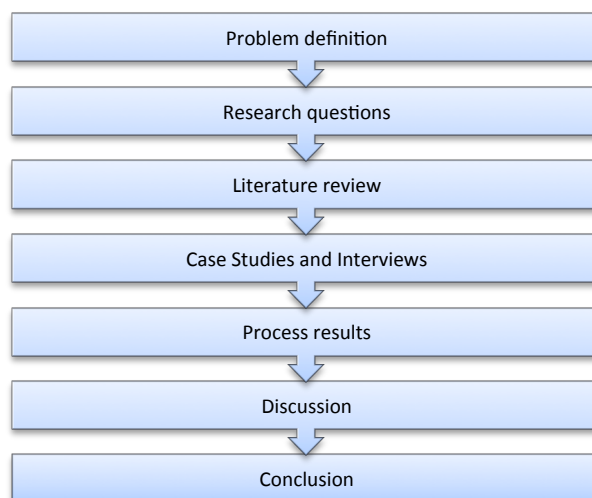 Problem definition
Research questions
Literature review
Case Studies and Interviews
Process results
Discussion
Conclusion